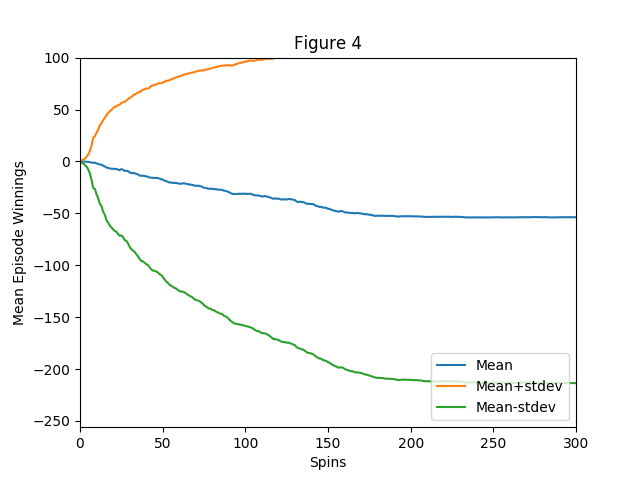 Figure 4
Mean Episode Winnings
100
50
0
−50
−100
−150
−200
−250
0 50 100 150 200 250 300
Spins
Mean
Mean+stdev
Mean-stdev